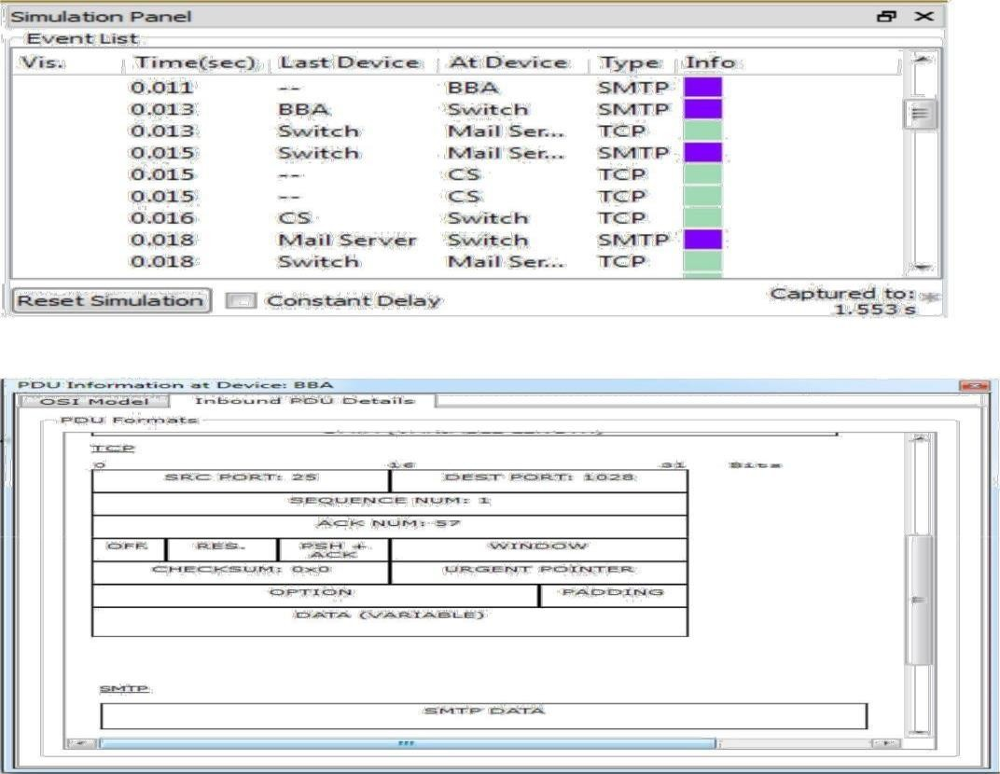 Simulation Panel
Event List
Vis. Time(sec) Last Device At Device Type Info
0.011 -- BBA SMTP
0.013 BBA Switch SMTP
0.013 Switch Mail Ser... TCP
0.015 Switch Mail Ser... SMTP
0.015 -- CS TCP
0.015 -- CS TCP
0.016 CS Switch TCP
0.018 Mail Server Switch SMTP
0.018 Switch Mail Ser... TCP
Reset Simulation Constant Delay Captured to:
1.553 s
PDU Information at Device: BBA
OSI Model Inbound PDU Details
PDU Formats
TCP
0 16 31 Bits
SRC PORT: 25 DEST PORT: 1028
SEQUENCE NUM: 1
ACK NUM: 57
OFF. RES. PSH + ACK WINDOW
CHECKSUM: 0x0 URGENT POINTER
OPTION PADDING
DATA (VARIABLE)
SMTP
SMTP DATA